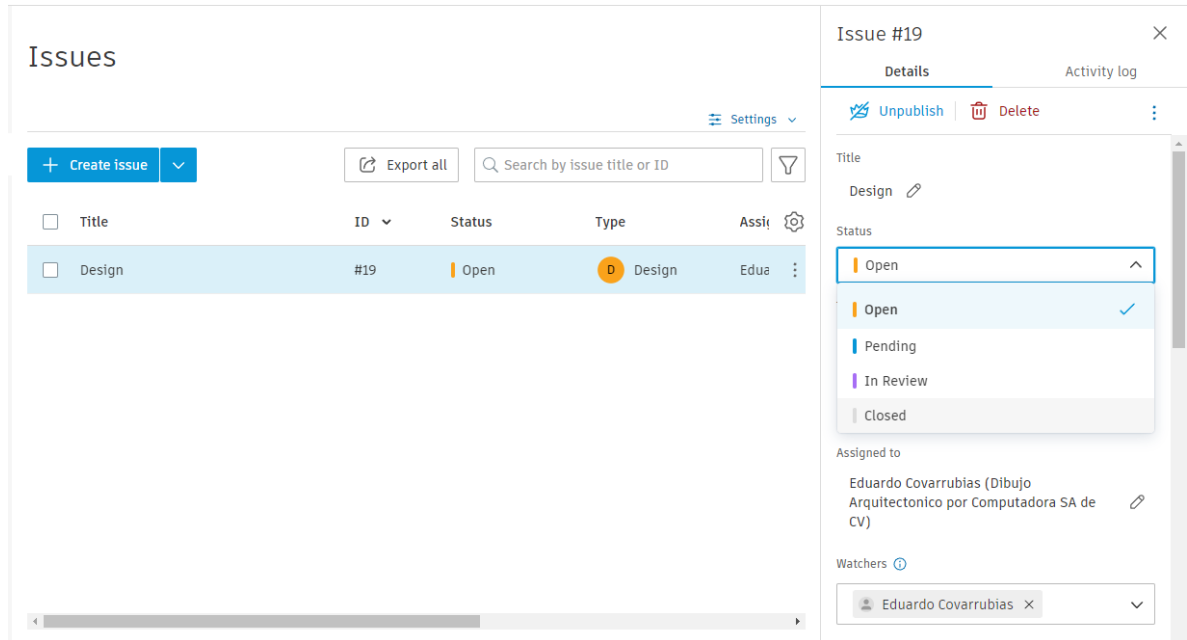 Issues
Settings
Create issue
Export all
Search by issue title or ID
Title ID Status Type Assig
Design #19 Open D Design Edua
Issue #19
Details Activity log
Unpublish Delete
Title
Design
Status
Open
Open
Pending
In Review
Closed
Assigned to
Eduardo Covarrubias (Dibujo
Arquitectonico por Computadora SA de
CV)
Watchers
Eduardo Covarrubias